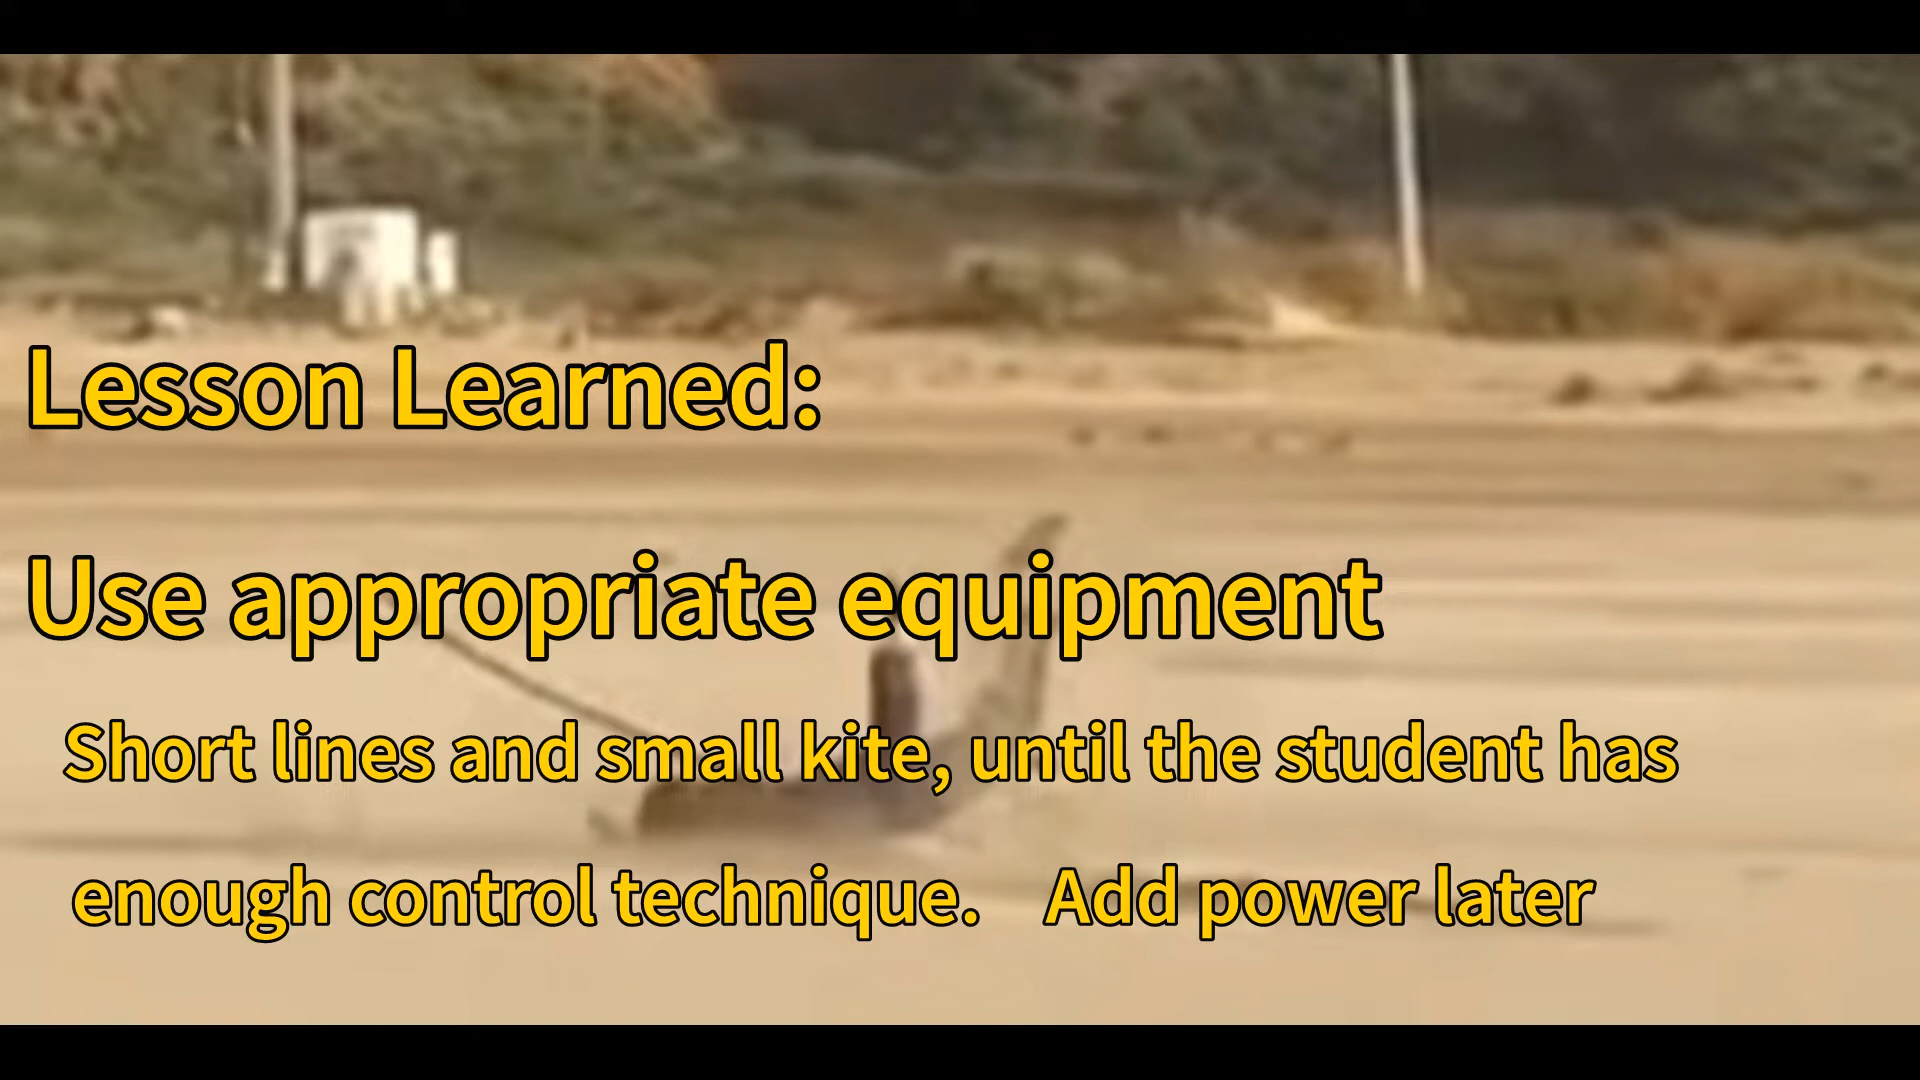 Lesson Learned:
Use appropriate equipment
Short lines and small kite, until the student has
enough control technique. Add power later